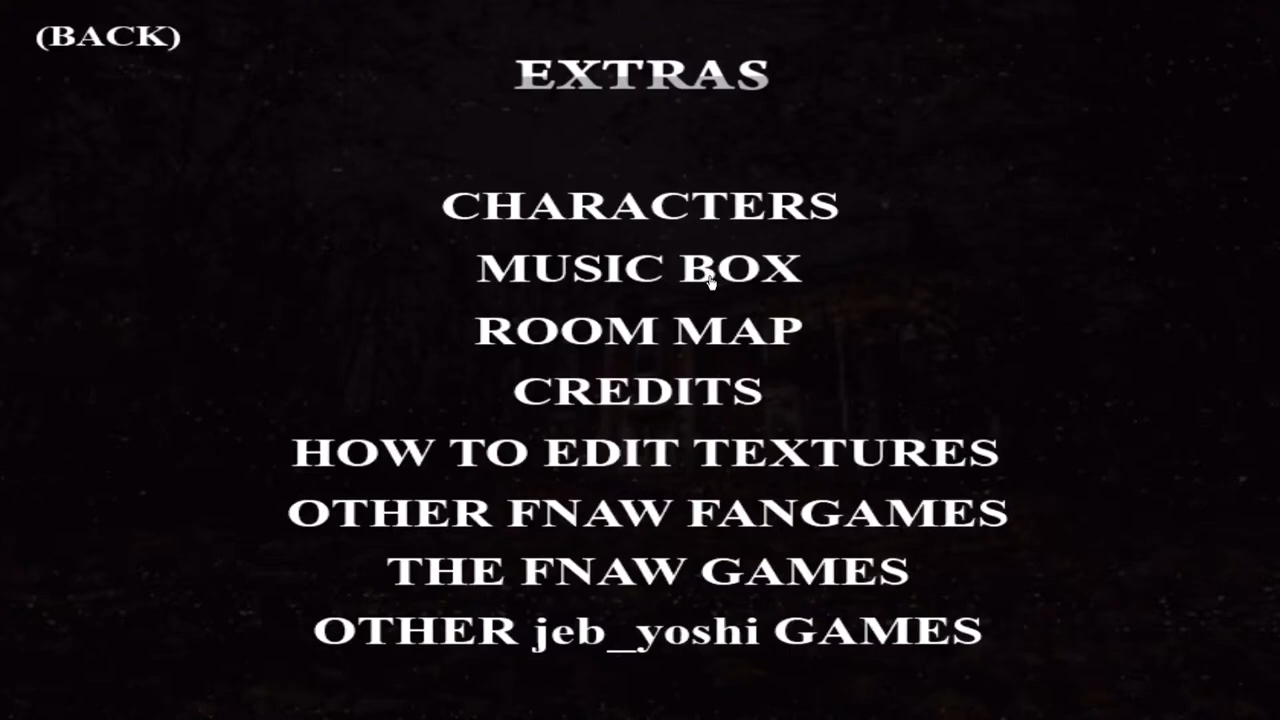 (BACK)
EXTRAS
CHARACTERS
MUSIC BOX
ROOM MAP
CREDITS
HOW TO EDIT TEXTURES
OTHER FNAW FANGAMES
THE FNAW GAMES
OTHER jeb_yoshi GAMES